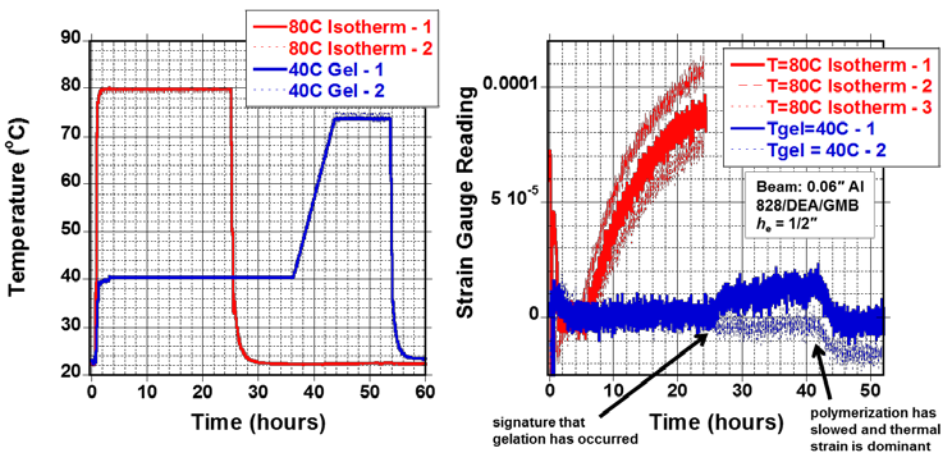 80C Isotherm - 1
80C Isotherm - 2
40C Gel - 1
40C Gel - 2
90
80
70
60
50
40
30
20
0
10
20
30
40
50
60
Temperature (°C)
Time (hours)
T=80C Isotherm - 1
T=80C Isotherm - 2
T=80C Isotherm - 3
Tgel=40C - 1
Tgel = 40C - 2
Beam: 0.06" Al
828/DEA/GMB
hₑ = 1/2"
0.0001
5 10⁻⁵
0
0
10
20
30
40
50
Strain Gauge Reading
Time (hours)
signature that
gelation has occurred
polymerization has
slowed and thermal
strain is dominant